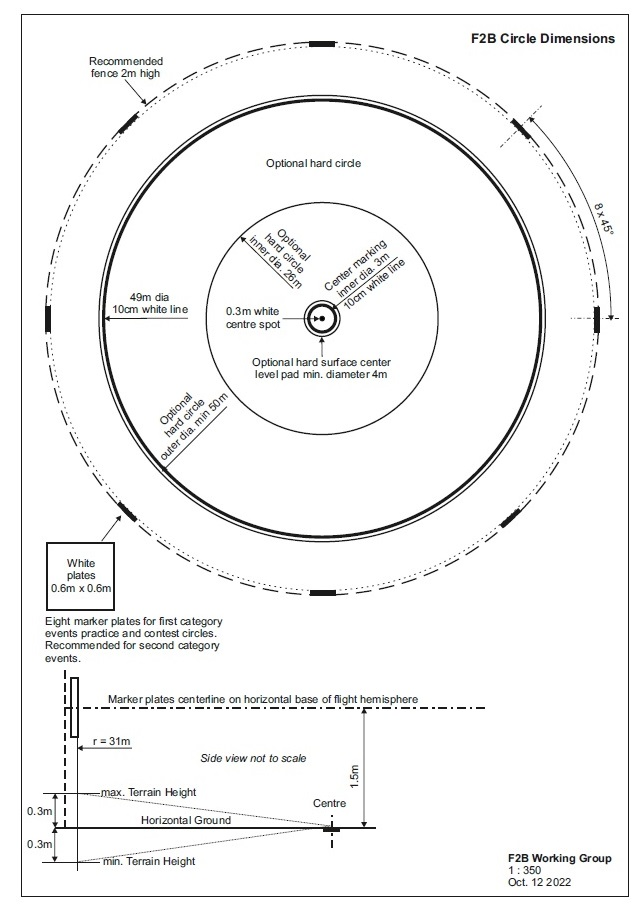 F2B Circle Dimensions
Recommended
fence 2m high
Optional hard circle
8 x 45°
Optional
hard circle
inner dia. 26m
Center marking
inner dia. 3m
10cm white line
49m dia
10cm white line
0.3m white
centre spot
Optional hard surface center
level pad min. diameter 4m
Optional
hard circle
outer dia. min 50m
White
plates
0.6m x 0.6m
Eight marker plates for first category
events practice and contest circles.
Recommended for second category
events.
Marker plates centerline on horizontal base of flight hemisphere
r = 31m
Side view not to scale
1.5m
max. Terrain Height
Centre
0.3m
Horizontal Ground
0.3m
min. Terrain Height
F2B Working Group
1 : 350
Oct. 12 2022